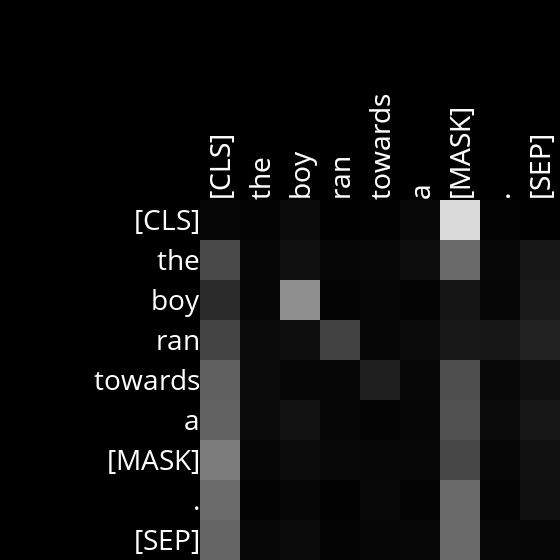 [CLS] the boy ran towards a [MASK] . [SEP]
[CLS]
the
boy
ran
towards
a
[MASK]
.
[SEP]